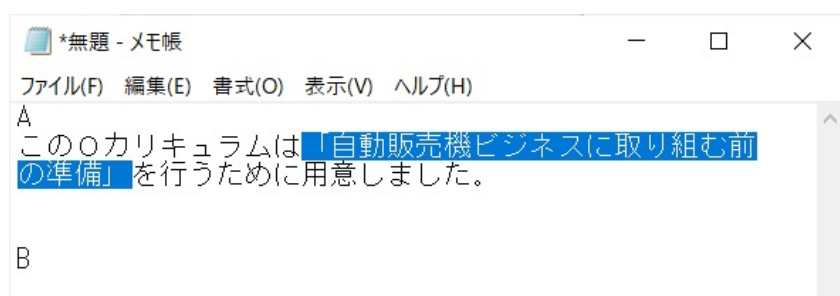 *無題 - メモ帳
ファイル(F) 編集(E) 書式(O) 表示(V) ヘルプ(H)
A
この○カリキュラムは「自動販売機ビジネスに取り組む前
の準備」を行うために用意しました。
B